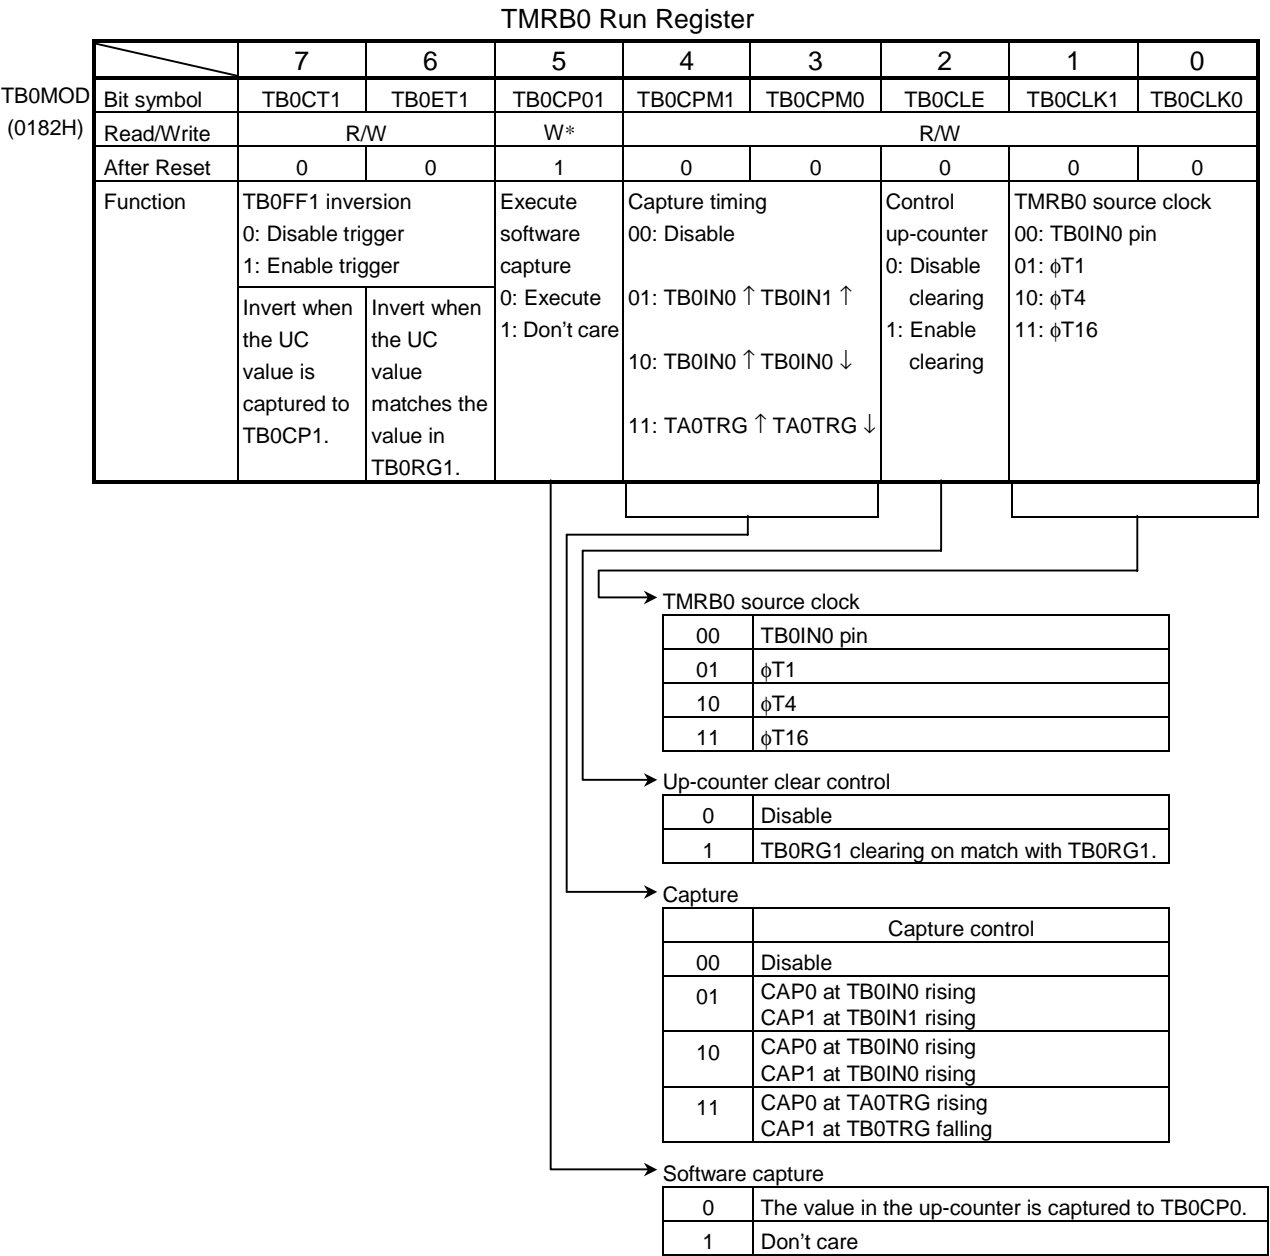 TMRB0 Run Register
7 6 5 4 3 2 1 0
TB0MOD
(0182H)
Bit symbol TB0CT1 TB0ET1 TB0CP01 TB0CPM1 TB0CPM0 TB0CLE TB0CLK1 TB0CLK0
Read/Write R/W W* R/W
After Reset 0 0 1 0 0 0 0 0
Function
TB0FF1 inversion
0: Disable trigger
1: Enable trigger
Invert when
the UC
value is
captured to
TB0CP1.
Invert when
the UC
value
matches the
value in
TB0RG1.
Execute
software
capture
0: Execute
1: Don't care
Capture timing
00: Disable
01: TB0IN0 ↑ TB0IN1 ↑
10: TB0IN0 ↑ TB0IN0 ↓
11: TA0TRG ↑ TA0TRG ↓
Control
up-counter
0: Disable
clearing
1: Enable
clearing
TMRB0 source clock
00: TB0IN0 pin
01: ϕT1
10: ϕT4
11: ϕT16
TMRB0 source clock
00 TB0IN0 pin
01 ϕT1
10 ϕT4
11 ϕT16
Up-counter clear control
0 Disable
1 TB0RG1 clearing on match with TB0RG1.
Capture
Capture control
00 Disable
01 CAP0 at TB0IN0 rising
CAP1 at TB0IN1 rising
10 CAP0 at TB0IN0 rising
CAP1 at TB0IN0 rising
11 CAP0 at TA0TRG rising
CAP1 at TB0TRG falling
Software capture
0 The value in the up-counter is captured to TB0CP0.
1 Don't care